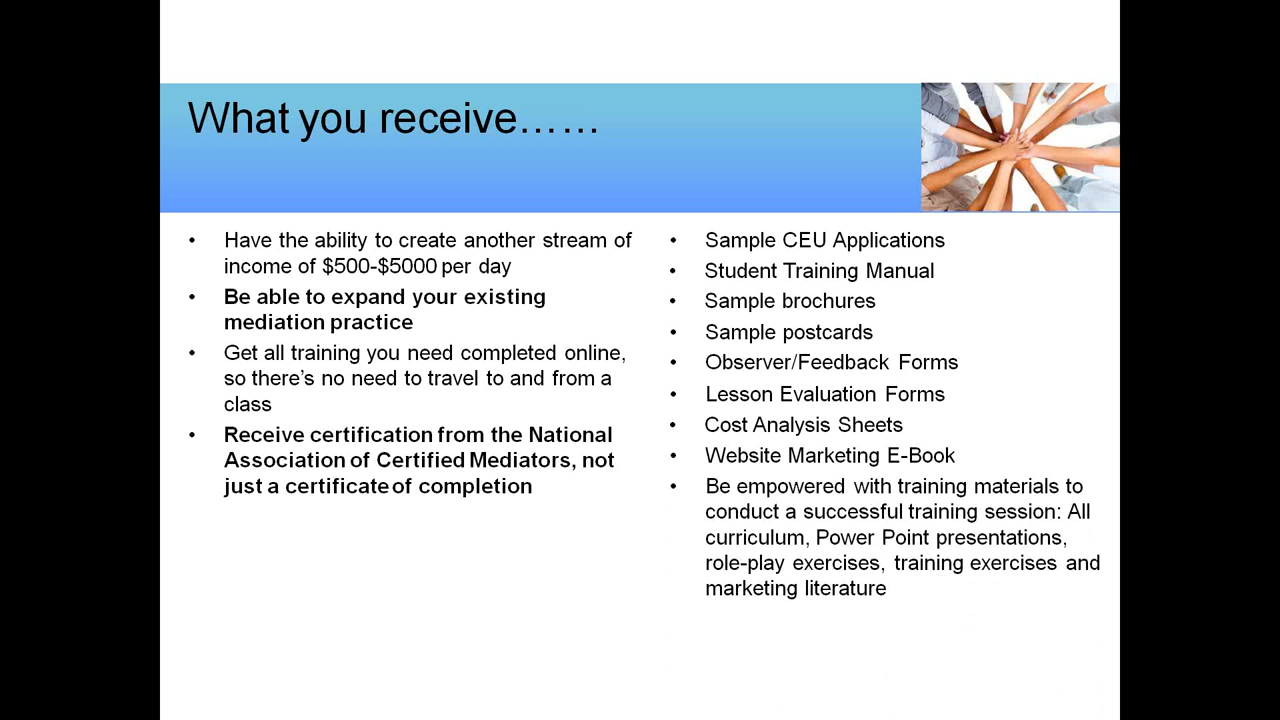 What you receive……
• Have the ability to create another stream of
income of $500-$5000 per day
• Be able to expand your existing
mediation practice
• Get all training you need completed online,
so there’s no need to travel to and from a
class
• Receive certification from the National
Association of Certified Mediators, not
just a certificate of completion
• Sample CEU Applications
• Student Training Manual
• Sample brochures
• Sample postcards
• Observer/Feedback Forms
• Lesson Evaluation Forms
• Cost Analysis Sheets
• Website Marketing E-Book
• Be empowered with training materials to
conduct a successful training session: All
curriculum, Power Point presentations,
role-play exercises, training exercises and
marketing literature